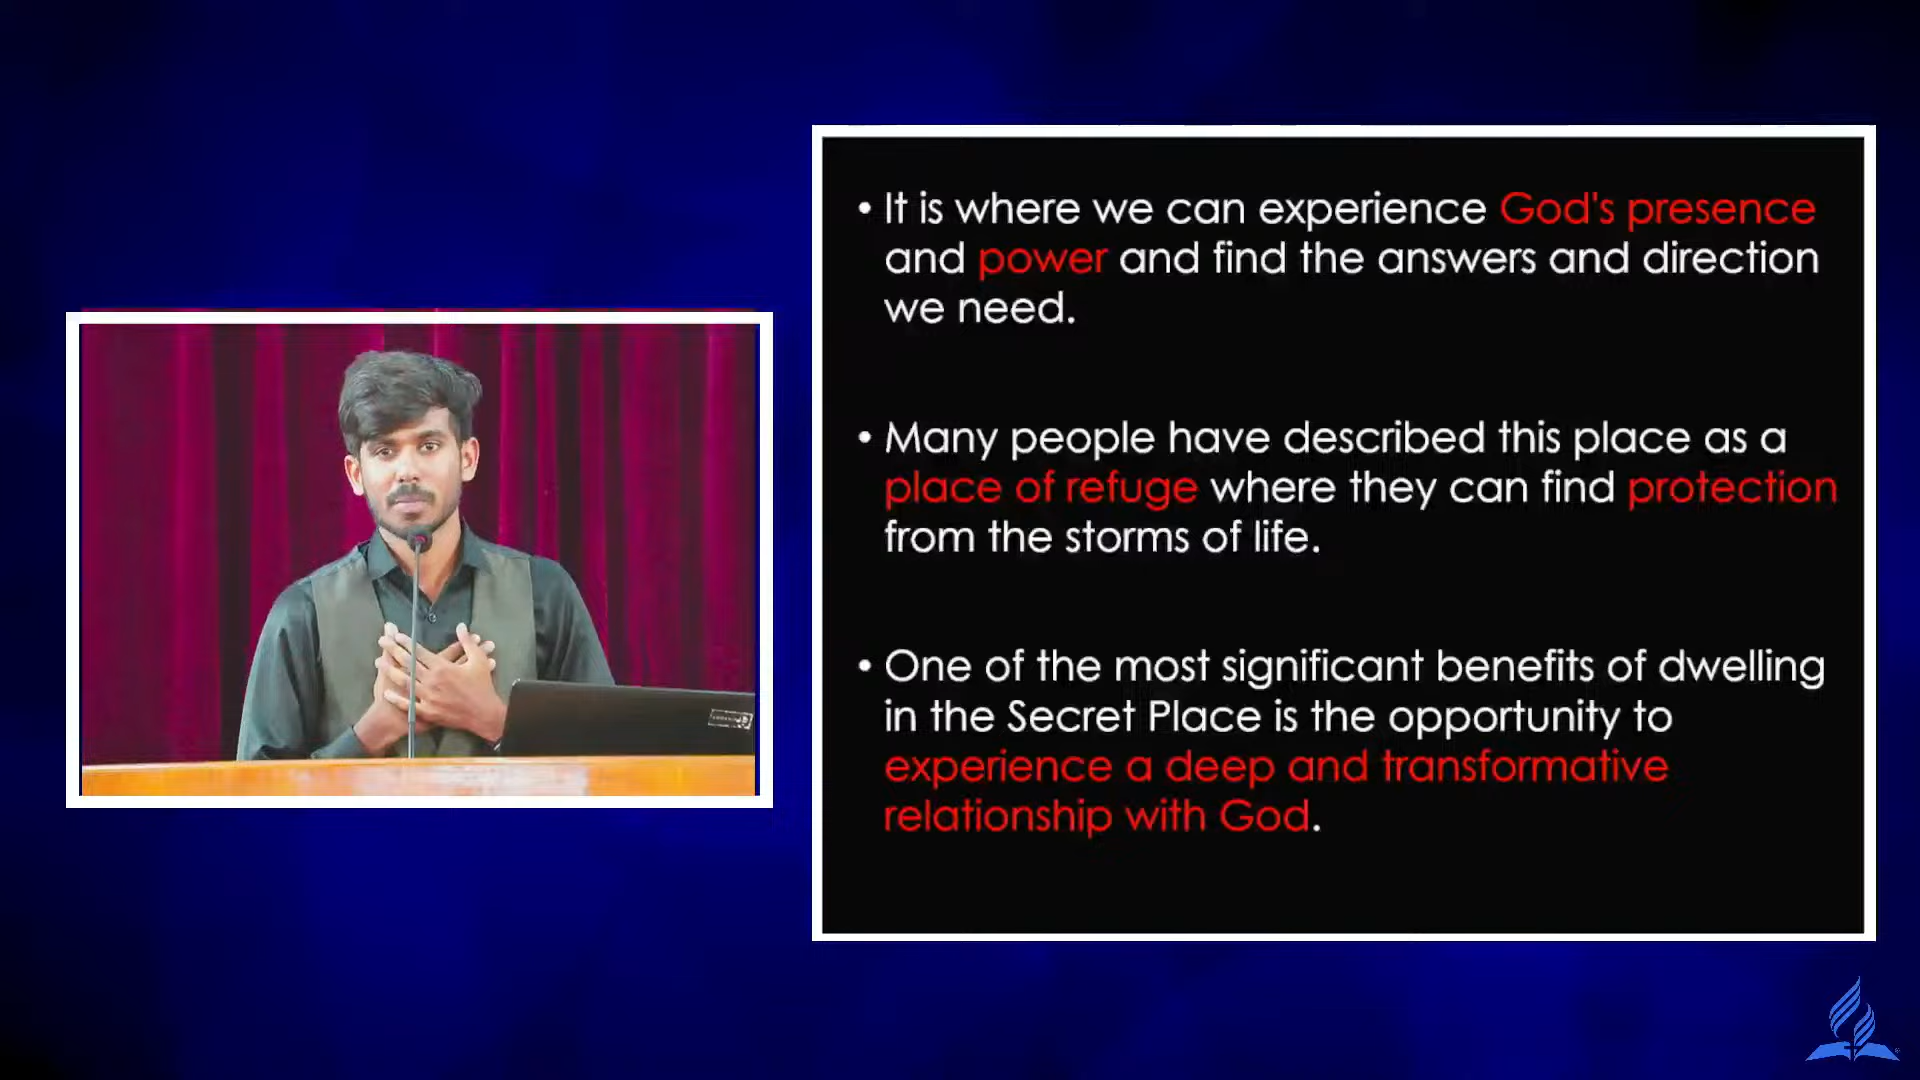 • It is where we can experience God's presence
and power and find the answers and direction
we need.
• Many people have described this place as a
place of refuge where they can find protection
from the storms of life.
• One of the most significant benefits of dwelling
in the Secret Place is the opportunity to
experience a deep and transformative
relationship with God.